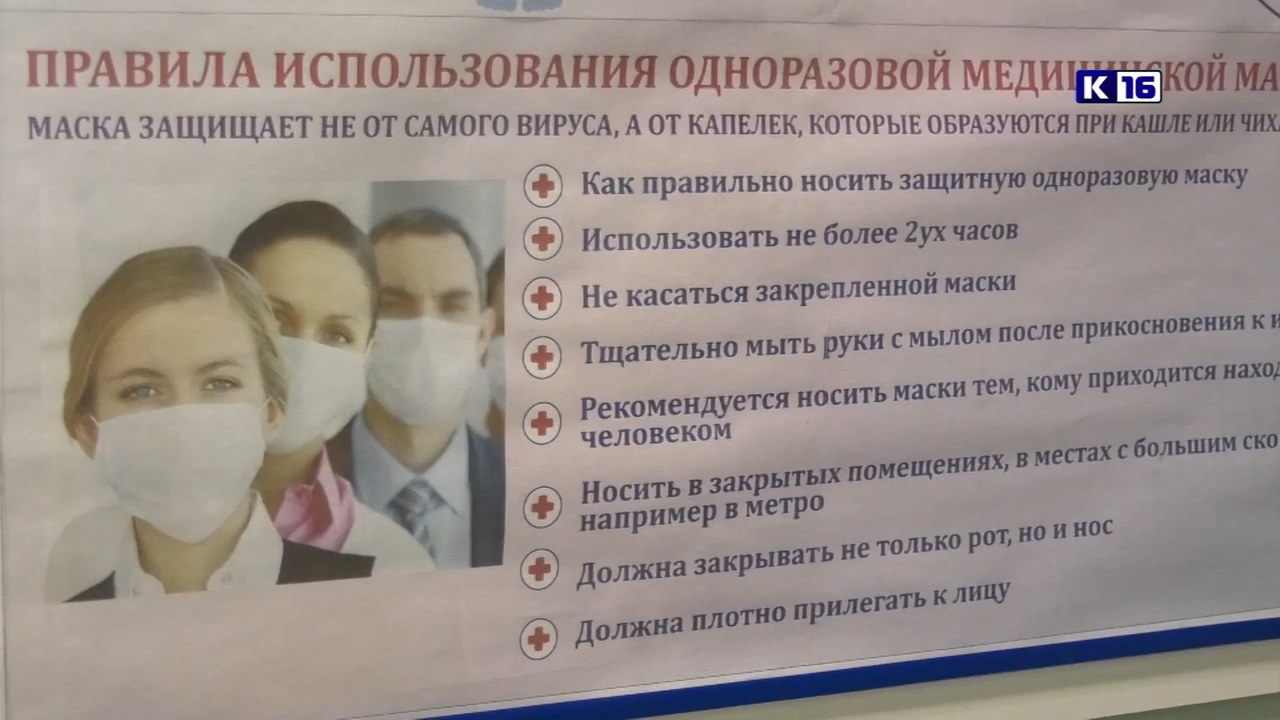 ПРАВИЛА ИСПОЛЬЗОВАНИЯ ОДНОРАЗОВОЙ МЕДИЦИНСКОЙ
К 16
МАСКА ЗАЩИЩАЕТ НЕ ОТ САМОГО ВИРУСА, А ОТ КАПЕЛЕК, КОТОРЫЕ ОБРАЗУЮТСЯ ПРИ КАШЛЕ ИЛИ
Как правильно носить защитную одноразовую маску
Использовать не более 2ух часов
Не касаться закрепленной маски
Тщательно мыть руки с мылом после прикосновения к
Рекомендуется носить маски тем, кому приходится
человеком
Носить в закрытых помещениях, в местах с большим
например в метро
Должна закрывать не только рот, но и нос
Должна плотно прилегать к лицу